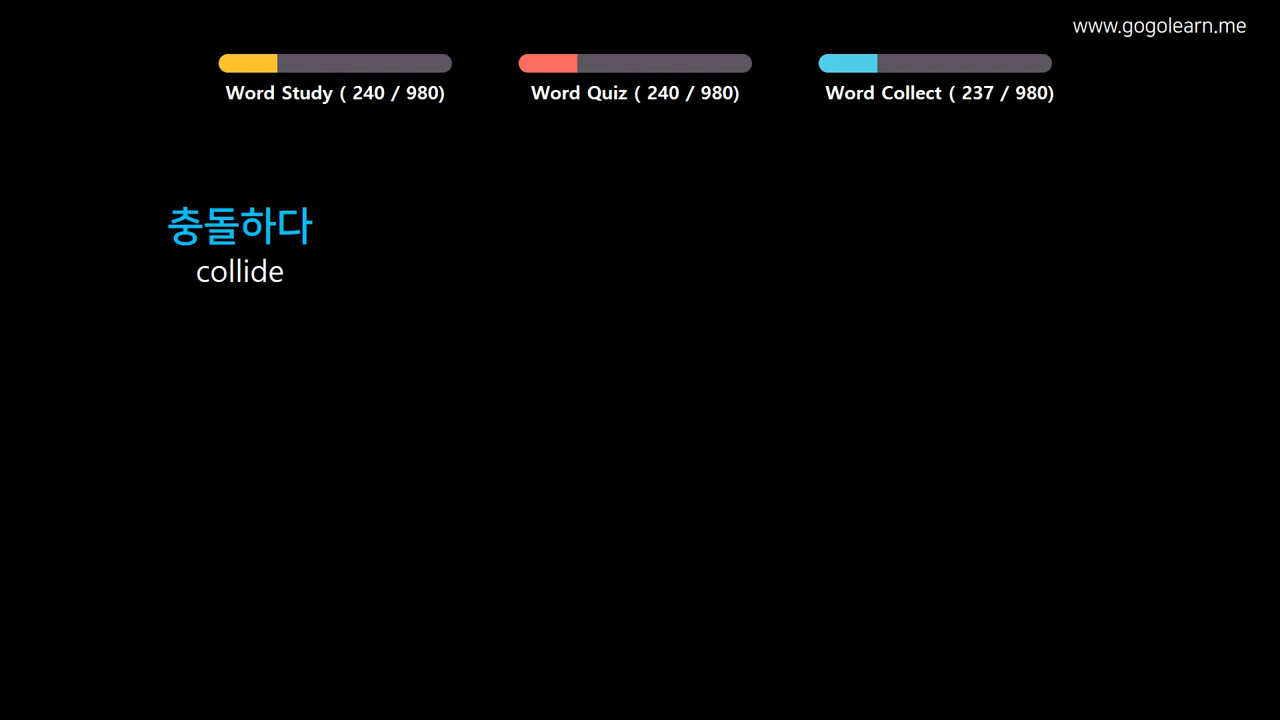 www.gogolearn.me
Word Study ( 240 / 980)
Word Quiz ( 240 / 980)
Word Collect ( 237 / 980)
충돌하다
collide